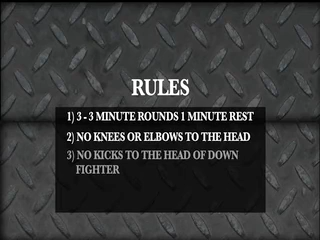 RULES
1) 3 - 3 MINUTE ROUNDS 1 MINUTE REST
2) NO KNEES OR ELBOWS TO THE HEAD
3) NO KICKS TO THE HEAD OF DOWN
FIGHTER